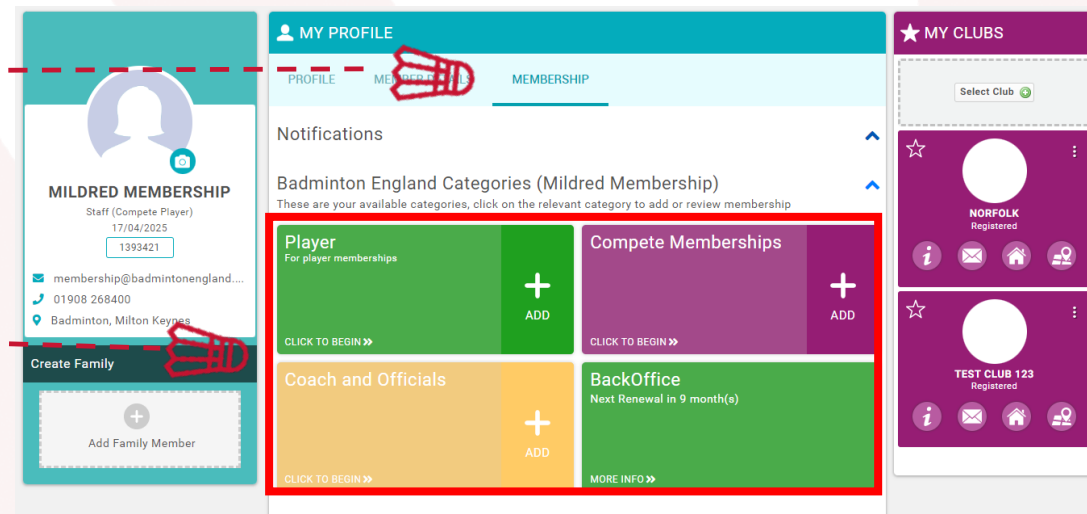 MY PROFILE
PROFILE
MEMBER DETAILS
MEMBERSHIP
Notifications
Badminton England Categories (Mildred Membership)
These are your available categories, click on the relevant category to add or review membership
Player
For player memberships
ADD
CLICK TO BEGIN »
Compete Memberships
ADD
CLICK TO BEGIN »
Coach and Officials
ADD
CLICK TO BEGIN »
BackOffice
Next Renewal in 9 month(s)
MORE INFO »
MILDRED MEMBERSHIP
Staff (Compete Player)
17/04/2025
1393421
membership@badmintonengland....
01908 268400
Badminton, Milton Keynes
Create Family
Add Family Member
MY CLUBS
Select Club
NORFOLK
Registered
TEST CLUB 123
Registered